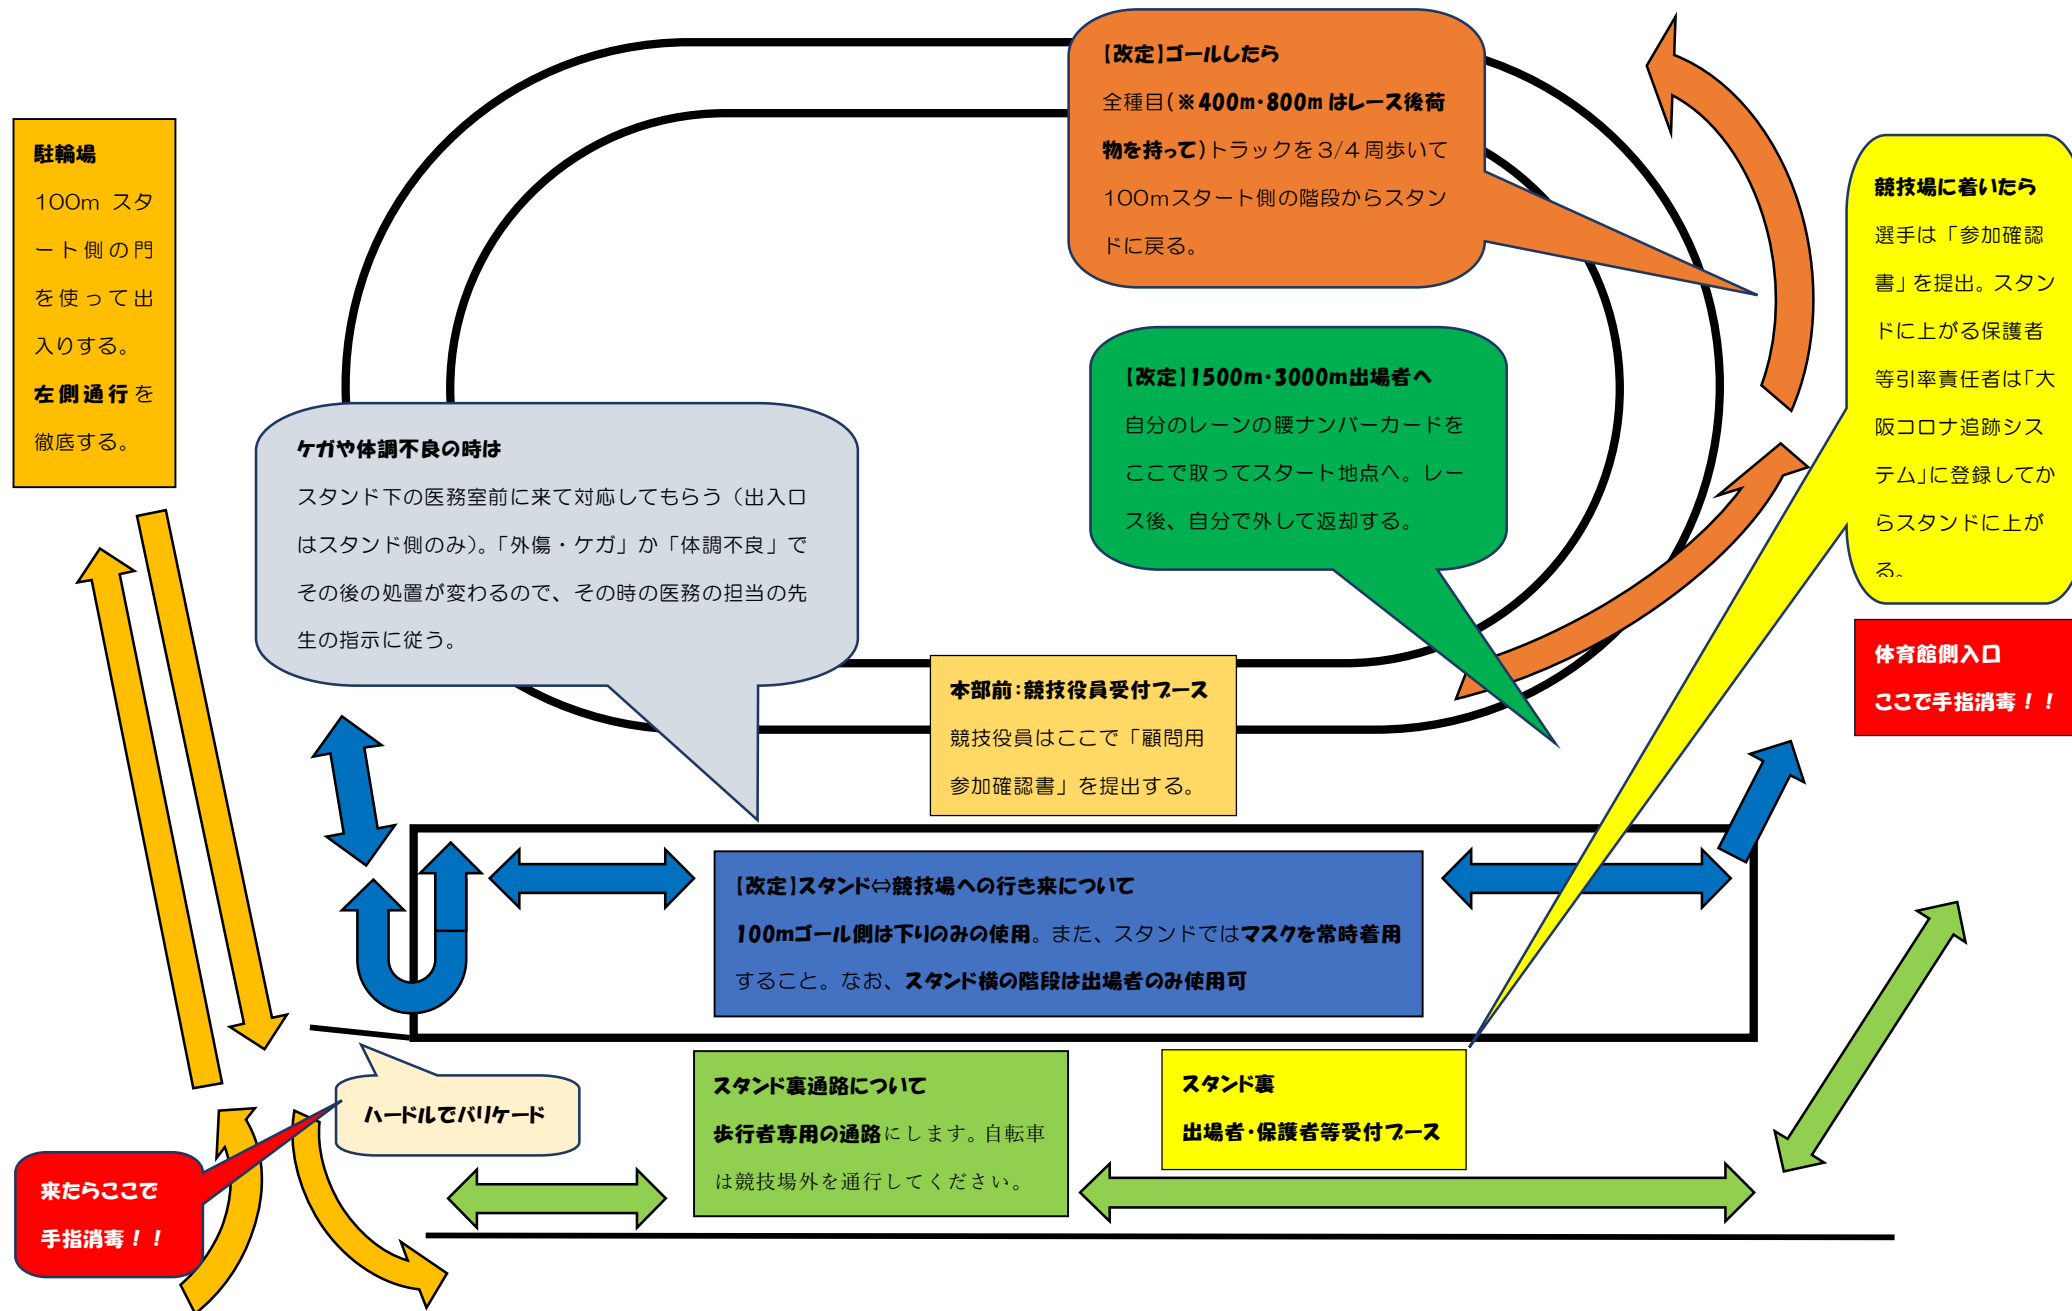 【改定】ゴールしたら
全種目(※400m・800mはレース後荷
物を持って)トラックを3/4周歩いて
100mスタート側の階段からスタン
ドに戻る。
駐輪場
100m スタ
ート側の門
を使って出
入りする。
左側通行を
徹底する。
競技場に着いたら
選手は「参加確認
書」を提出。スタン
ドに上がる保護者
等引率責任者は「大
阪コロナ追跡シス
テム」に登録してか
らスタンドに上が
る。
【改定】1500m・3000m出場者へ
自分のレーンの腰ナンバーカードを
ここで取ってスタート地点へ。レー
ス後、自分で外して返却する。
ケガや体調不良の時は
スタンド下の医務室前に来て対応してもらう（出入口
はスタンド側のみ）。「外傷・ケガ」か「体調不良」で
その後の処置が変わるので、その時の医務の担当の先
生の指示に従う。
体育館側入口
ここで手指消毒！！
本部前：競技役員受付ブース
競技役員はここで「顧問用
参加確認書」を提出する。
【改定】スタンド⇔競技場への行き来について
100mゴール側は下りのみの使用。また、スタンドではマスクを常時着用
すること。なお、スタンド横の階段は出場者のみ使用可
ハードルでバリケード
スタンド裏通路について
歩行者専用の通路にします。自転車
は競技場外を通行してください。
スタンド裏
出場者・保護者等受付ブース
来たらここで
手指消毒！！